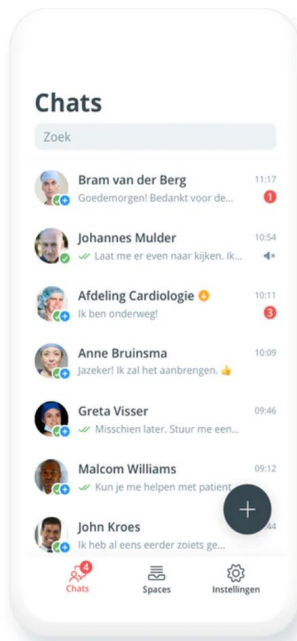 Chats
Zoek
Bram van der Berg 11:17
Goedemorgen! Bedankt voor de... 1
Johannes Mulder 10:54
Laat me er even naar kijken. Ik...
Afdeling Cardiologie 10:11
Ik ben onderweg! 3
Anne Bruinsma 10:09
Jazeker! Ik zal het aanbrengen. 👍
Greta Visser 09:46
Misschien later. Stuur me een...
Malcom Williams 09:12
Kun je me helpen met patient
John Kroes :44
Ik heb al eens eerder zoiets ge...
4
Chats Spaces Instellingen